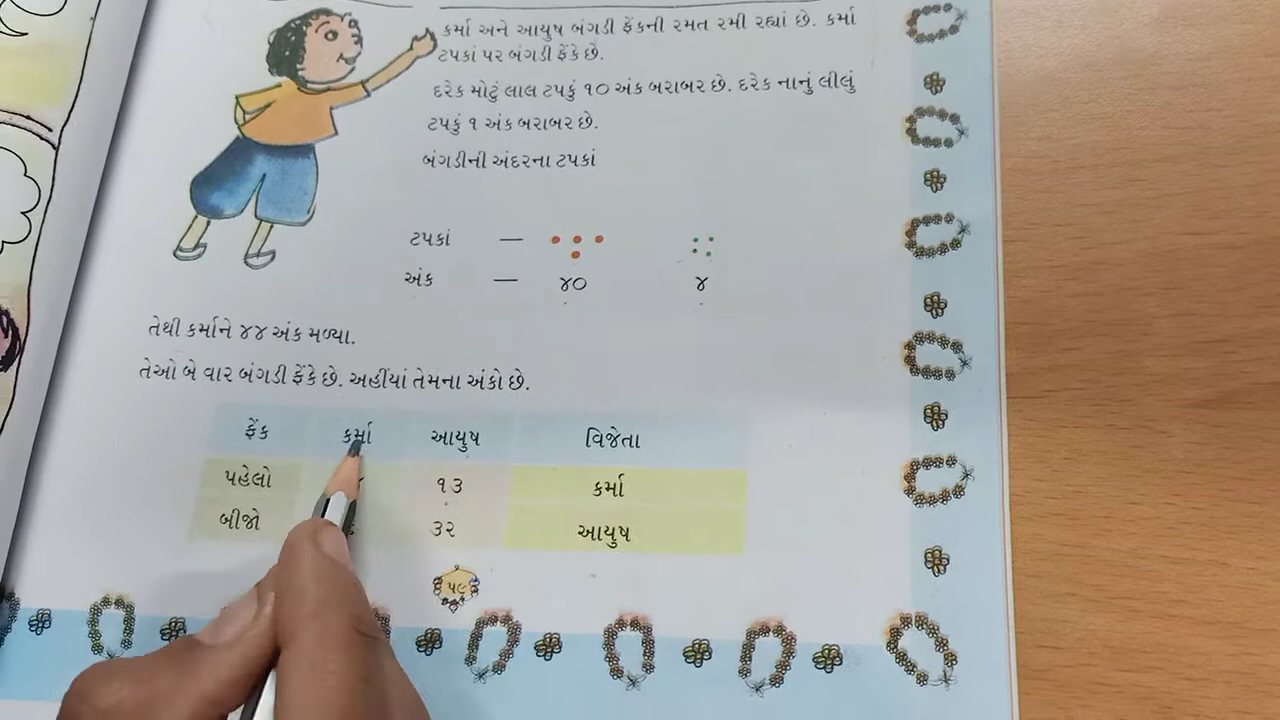 કર્મા અને આયુષ બંગડી ફેંકની રમત રમી રહ્યાં છે. કર્મા
ટપકાં પર બંગડી ફેંકે છે.
દરેક મોટું લાલ ટપકું ૧૦ અંક બરાબર છે. દરેક નાનું લીલું
ટપકું ૧ અંક બરાબર છે.
બંગડીની અંદરના ટપકાં
ટપકાં —
અંક — ૪૦ ૪
તેથી કર્માને ૪૪ અંક મળ્યા.
તેઓ બે વાર બંગડી ફેંકે છે. અહીંયાં તેમના અંકો છે.
ફેંક કર્મા આયુષ વિજેતા
પહેલો ૧૩ કર્મા
બીજો ૩૨ આયુષ
૫૯